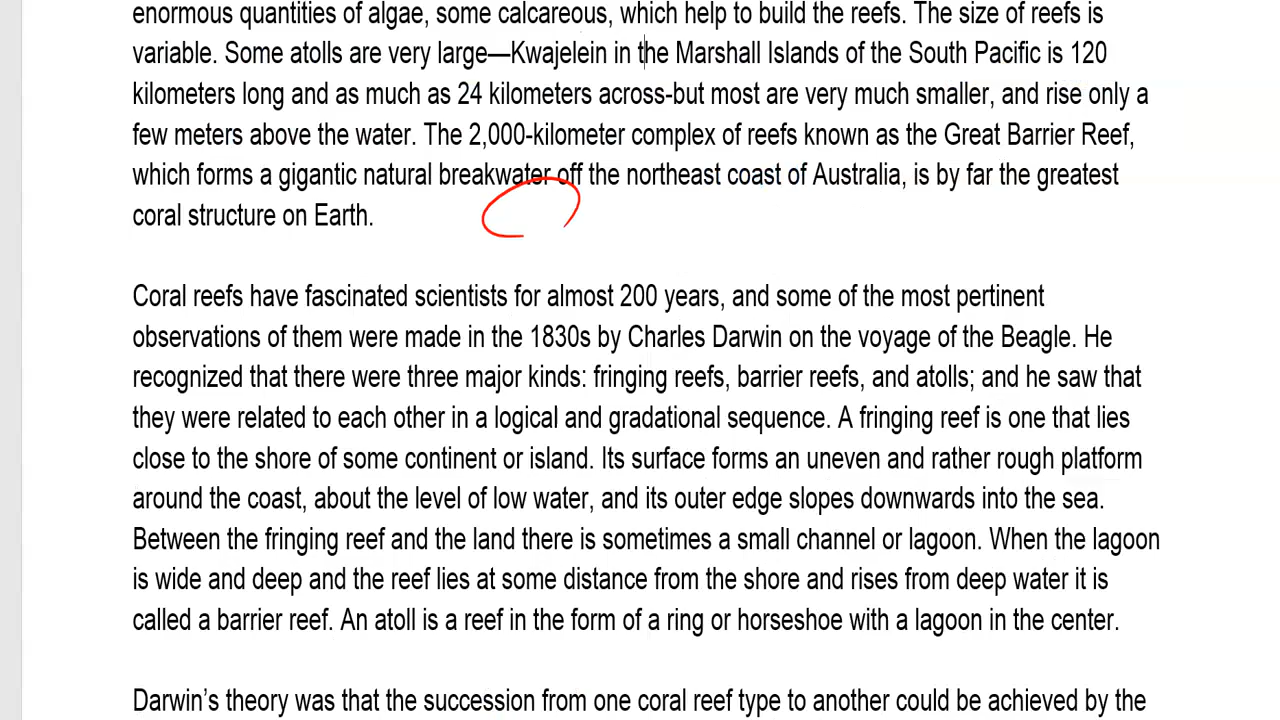 enormous quantities of algae, some calcareous, which help to build the reefs. The size of reefs is
variable. Some atolls are very large—Kwajelein in the Marshall Islands of the South Pacific is 120
kilometers long and as much as 24 kilometers across-but most are very much smaller, and rise only a
few meters above the water. The 2,000-kilometer complex of reefs known as the Great Barrier Reef,
which forms a gigantic natural breakwater off the northeast coast of Australia, is by far the greatest
coral structure on Earth.
Coral reefs have fascinated scientists for almost 200 years, and some of the most pertinent
observations of them were made in the 1830s by Charles Darwin on the voyage of the Beagle. He
recognized that there were three major kinds: fringing reefs, barrier reefs, and atolls; and he saw that
they were related to each other in a logical and gradational sequence. A fringing reef is one that lies
close to the shore of some continent or island. Its surface forms an uneven and rather rough platform
around the coast, about the level of low water, and its outer edge slopes downwards into the sea.
Between the fringing reef and the land there is sometimes a small channel or lagoon. When the lagoon
is wide and deep and the reef lies at some distance from the shore and rises from deep water it is
called a barrier reef. An atoll is a reef in the form of a ring or horseshoe with a lagoon in the center.
Darwin’s theory was that the succession from one coral reef type to another could be achieved by the